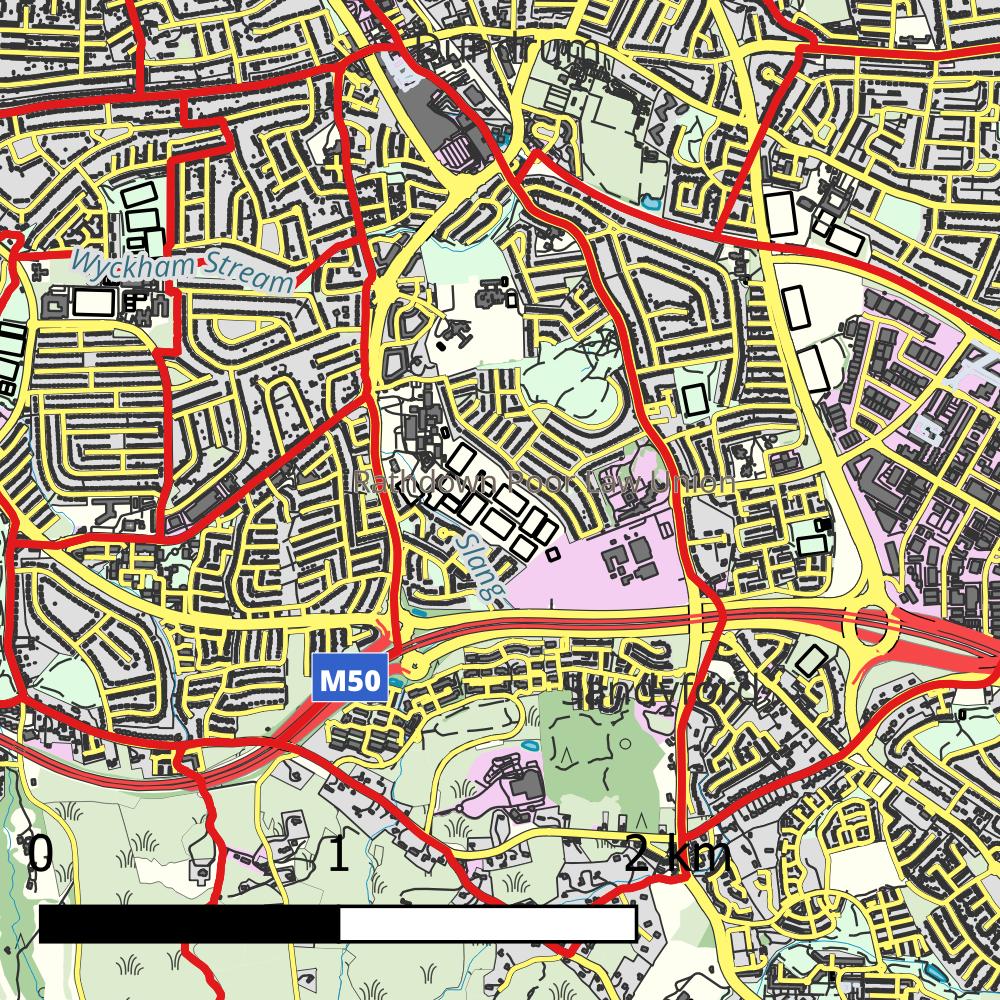 Dundrum
Wyckham Stream
Rathdown Poor Law Union
Slang
M50
Sandyford
0 1 2 km